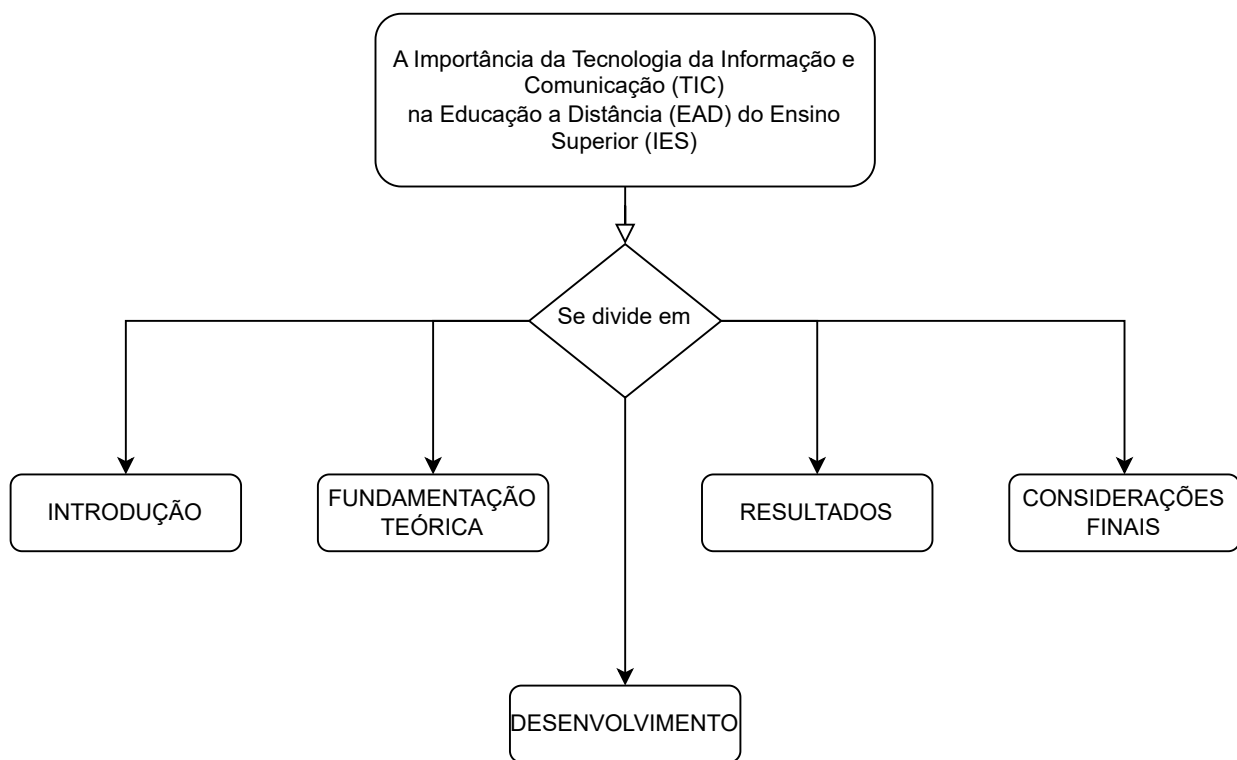 A Importância da Tecnologia da Informação e
Comunicação (TIC)
na Educação a Distância (EAD) do Ensino
Superior (IES)
Se divide em
INTRODUÇÃO
FUNDAMENTAÇÃO
TEÓRICA
RESULTADOS
CONSIDERAÇÕES
FINAIS
DESENVOLVIMENTO